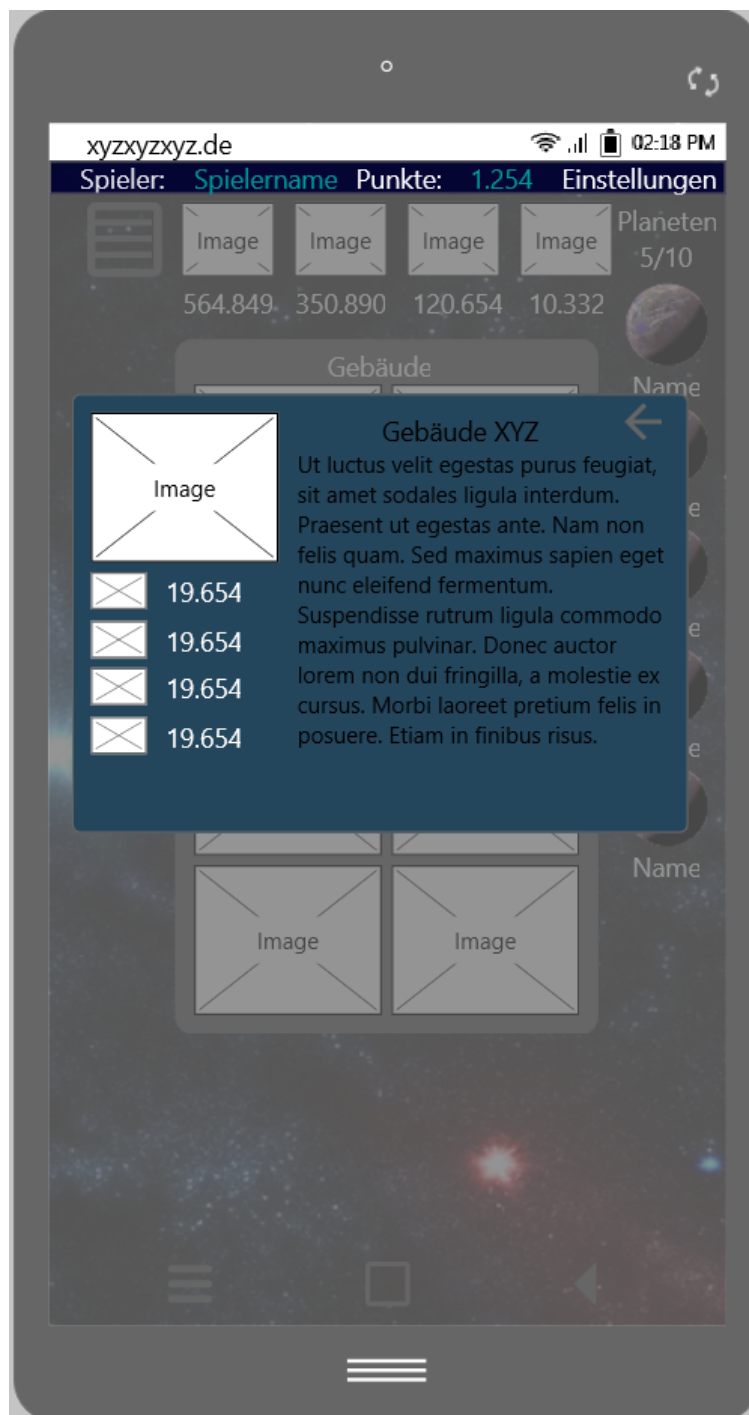 xyzxyzxyz.de 02:18 PM
Spieler: Spielername Punkte: 1.254 Einstellungen
Image Image Image Image Planeten
5/10
564.849 350.890 120.654 10.332
Gebäude
Name
Image
Gebäude XYZ
Ut luctus velit egestas purus feugiat,
sit amet sodales ligula interdum.
Praesent ut egestas ante. Nam non
felis quam. Sed maximus sapien eget
nunc eleifend fermentum.
Suspendisse rutrum ligula commodo
maximus pulvinar. Donec auctor
lorem non dui fringilla, a molestie ex
cursus. Morbi laoreet pretium felis in
posuere. Etiam in finibus risus.
19.654
19.654
19.654
19.654
Name
Image Image